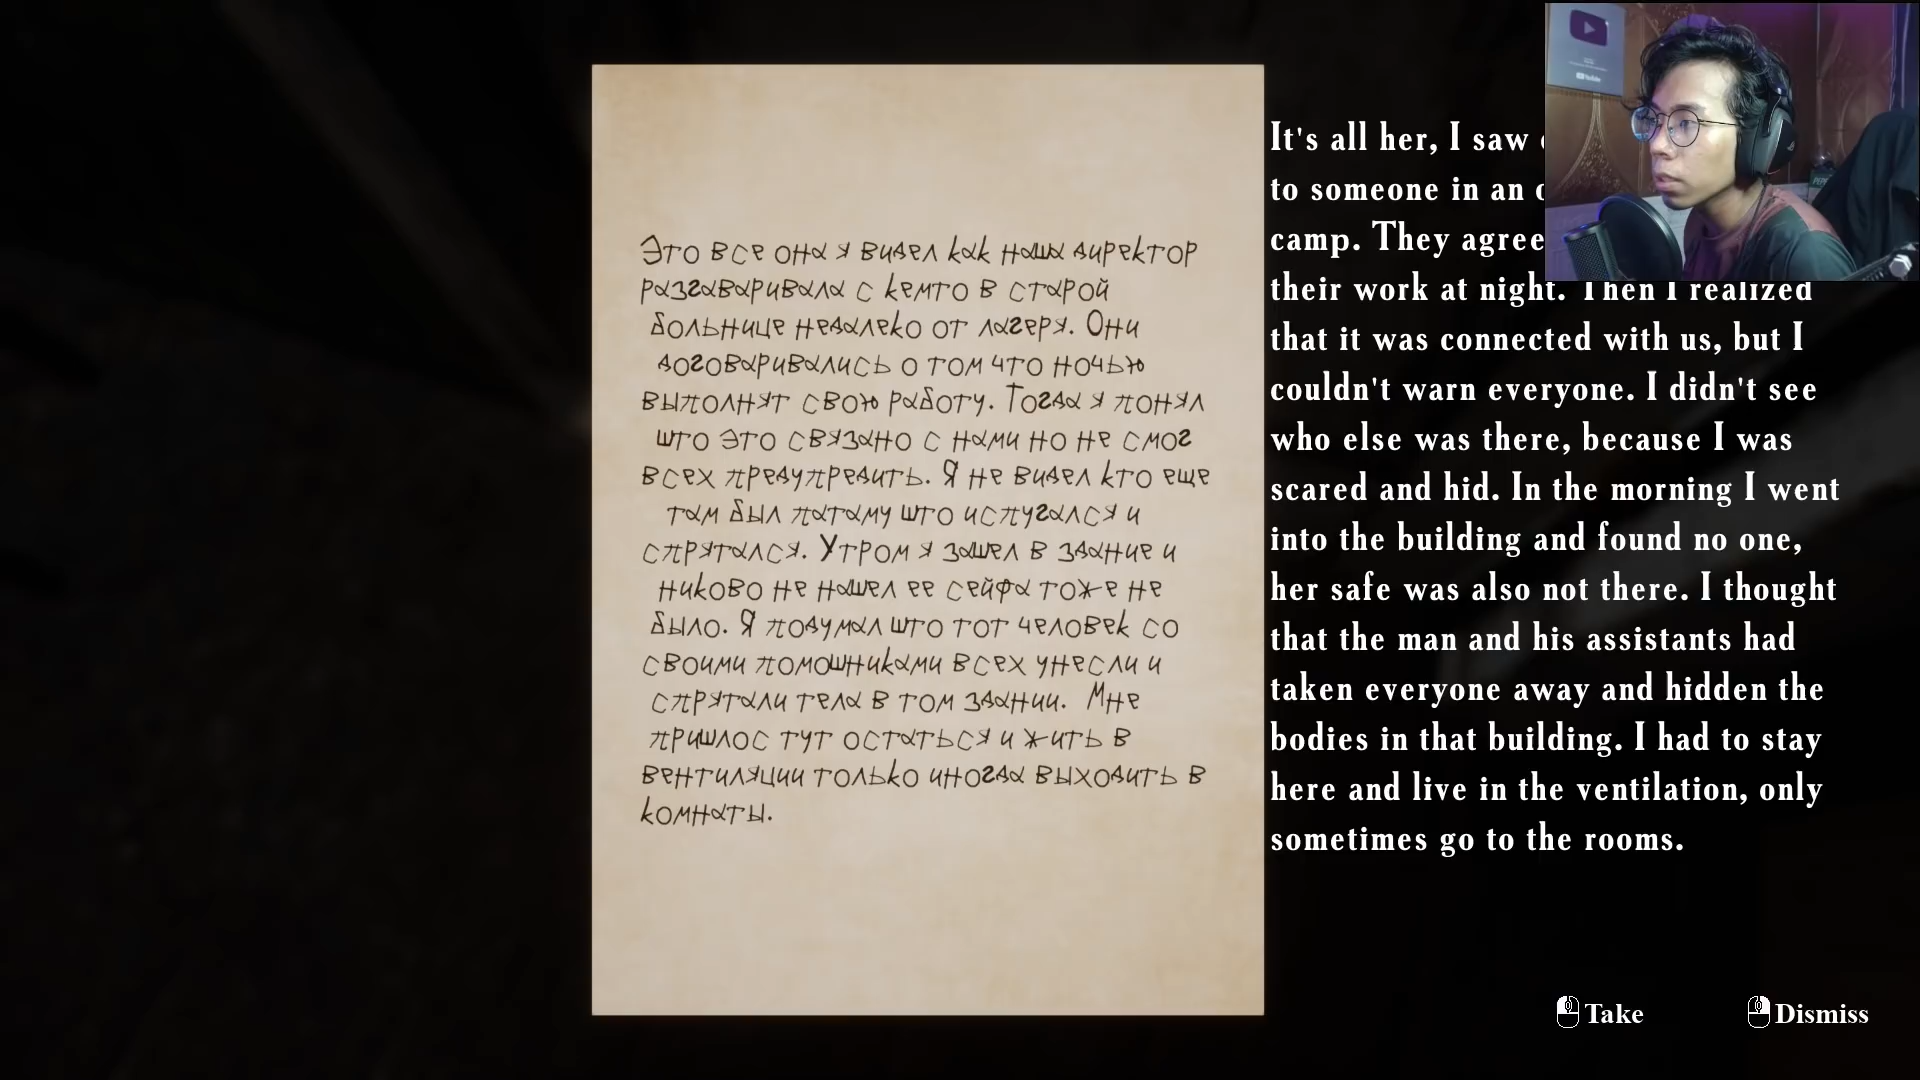 Это все она я видел как наша директор
разгаваривала с кемто в старой
больнице недалеко от лагеря. Они
договаривались о том что ночью
выполнят свою работу. Тогда я понял
што это связано с нами но не смог
всех предупредить. Я не видел кто еще
там был патаму што испугался и
спрятался. Утром я зашел в здание и
никово не нашел ее сейфа тоже не
было. Я подумал што тот человек со
своими помошниками всех унесли и
спрятали тела в том здании. Мне
пришлос тут остаться и жить в
вентиляции только иногда выходить в
комнаты.
It's all her, I saw
to someone in an
camp. They agree
their work at night. Then I realized
that it was connected with us, but I
couldn't warn everyone. I didn't see
who else was there, because I was
scared and hid. In the morning I went
into the building and found no one,
her safe was also not there. I thought
that the man and his assistants had
taken everyone away and hidden the
bodies in that building. I had to stay
here and live in the ventilation, only
sometimes go to the rooms.
Take
Dismiss
YouTube